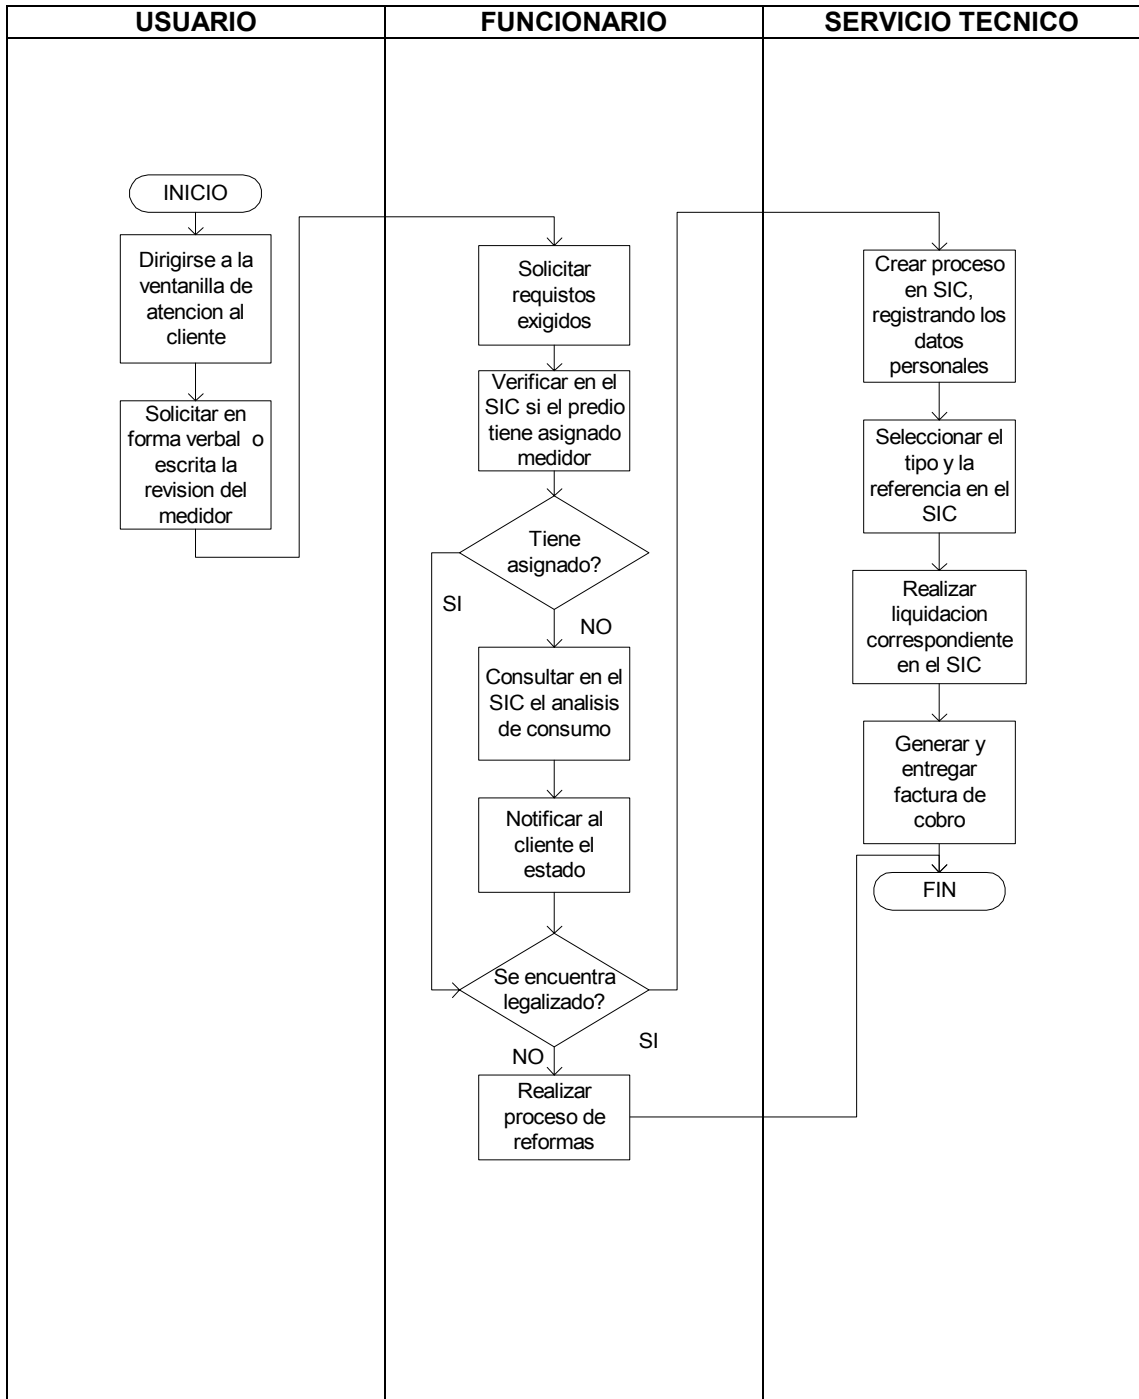 USUARIO
FUNCIONARIO
SERVICIO TECNICO
INICIO
Dirigirse a la
ventanilla de
atencion al
cliente
Solicitar en
forma verbal o
escrita la
revision del
medidor
Solicitar
requistos
exigidos
Verificar en el
SIC si el predio
tiene asignado
medidor
Tiene
asignado?
SI
NO
Consultar en el
SIC el analisis
de consumo
Notificar al
cliente el
estado
Se encuentra
legalizado?
SI
NO
Realizar
proceso de
reformas
Crear proceso
en SIC,
registrando los
datos
personales
Seleccionar el
tipo y la
referencia en el
SIC
Realizar
liquidacion
correspondiente
en el SIC
Generar y
entregar
factura de
cobro
FIN